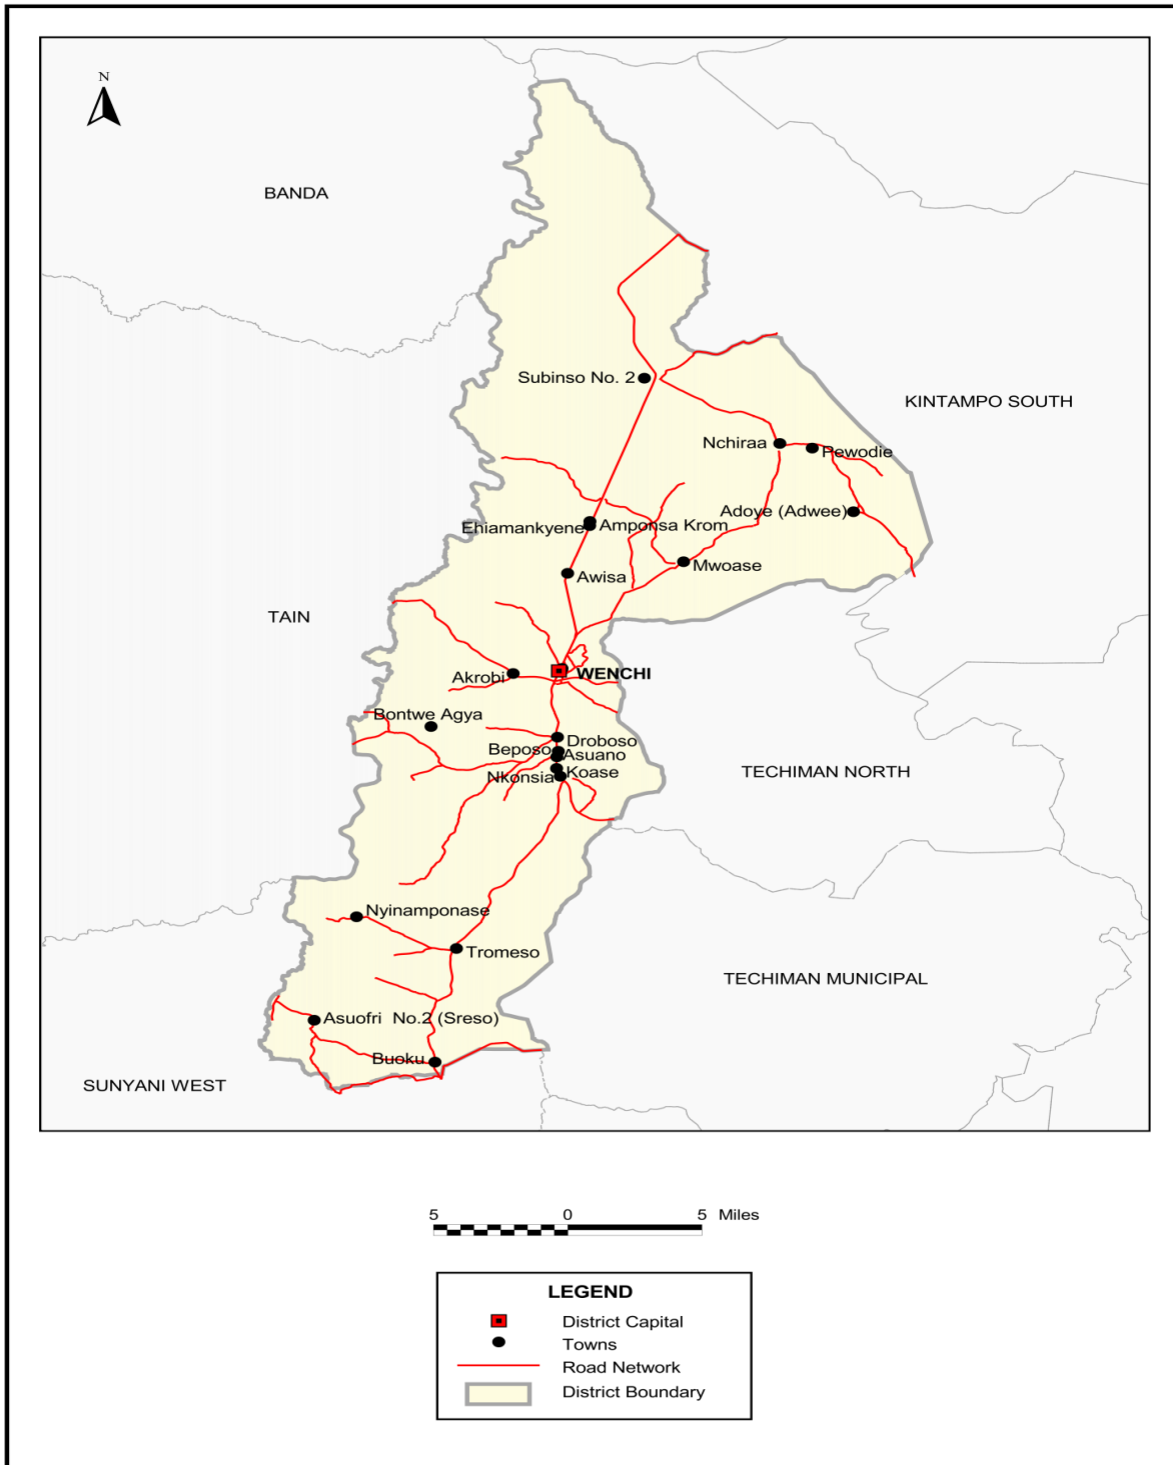 N
BANDA
Subinso No. 2
KINTAMPO SOUTH
Nchiraa
Pewodie
Adoye (Adwee)
Ehiamankyene
Amponsa Krom
Mwoase
Awisa
TAIN
Akrobi
WENCHI
Bontwe Agya
Droboso
Beposo
Asuano
Koase
Nkonsia
TECHIMAN NORTH
Nyinamponase
Tromeso
TECHIMAN MUNICIPAL
Asuofri No.2 (Sreso)
Buoku
SUNYANI WEST
5 0 5 Miles
LEGEND
District Capital
Towns
Road Network
District Boundary